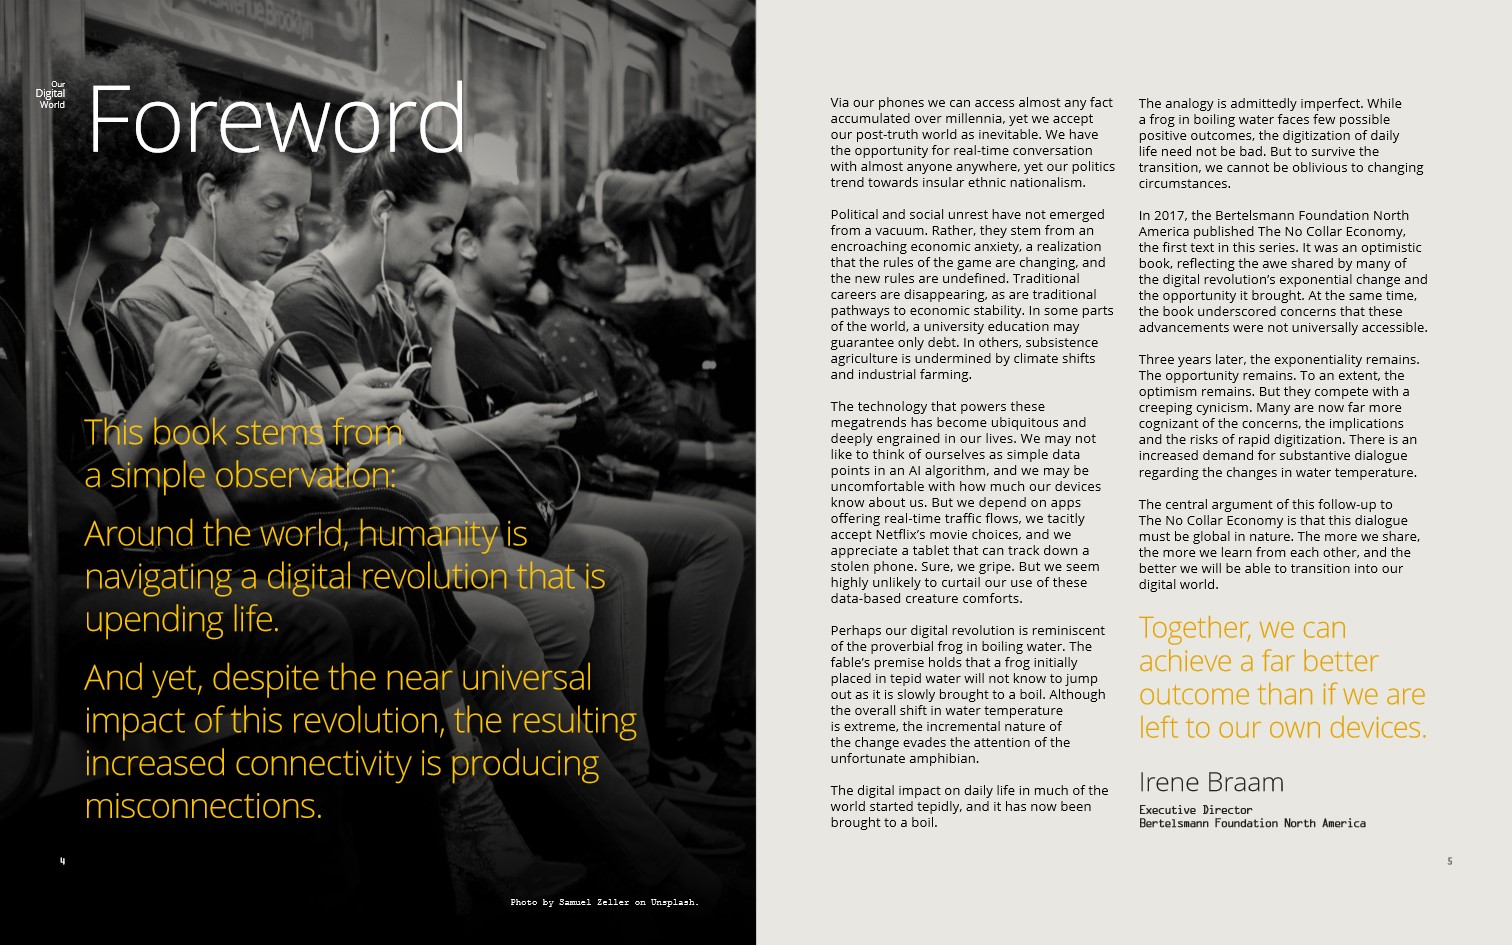 Our
Digital
World
Foreword
This book stems from
a simple observation:
Around the world, humanity is
navigating a digital revolution that is
upending life.
And yet, despite the near universal
impact of this revolution, the resulting
increased connectivity is producing
misconnections.
4
Photo by Samuel Zeller on Unsplash.
Via our phones we can access almost any fact
accumulated over millennia, yet we accept
our post-truth world as inevitable. We have
the opportunity for real-time conversation
with almost anyone anywhere, yet our politics
trend towards insular ethnic nationalism.
Political and social unrest have not emerged
from a vacuum. Rather, they stem from an
encroaching economic anxiety, a realization
that the rules of the game are changing, and
the new rules are undefined. Traditional
careers are disappearing, as are traditional
pathways to economic stability. In some parts
of the world, a university education may
guarantee only debt. In others, subsistence
agriculture is undermined by climate shifts
and industrial farming.
The technology that powers these
megatrends has become ubiquitous and
deeply engrained in our lives. We may not
like to think of ourselves as simple data
points in an AI algorithm, and we may be
uncomfortable with how much our devices
know about us. But we depend on apps
offering real-time traffic flows, we tacitly
accept Netflix's movie choices, and we
appreciate a tablet that can track down a
stolen phone. Sure, we gripe. But we seem
highly unlikely to curtail our use of these
data-based creature comforts.
Perhaps our digital revolution is reminiscent
of the proverbial frog in boiling water. The
fable's premise holds that a frog initially
placed in tepid water will not know to jump
out as it is slowly brought to a boil. Although
the overall shift in water temperature
is extreme, the incremental nature of
the change evades the attention of the
unfortunate amphibian.
The digital impact on daily life in much of the
world started tepidly, and it has now been
brought to a boil.
The analogy is admittedly imperfect. While
a frog in boiling water faces few possible
positive outcomes, the digitization of daily
life need not be bad. But to survive the
transition, we cannot be oblivious to changing
circumstances.
In 2017, the Bertelsmann Foundation North
America published The No Collar Economy,
the first text in this series. It was an optimistic
book, reflecting the awe shared by many of
the digital revolution's exponential change and
the opportunity it brought. At the same time,
the book underscored concerns that these
advancements were not universally accessible.
Three years later, the exponentiality remains.
The opportunity remains. To an extent, the
optimism remains. But they compete with a
creeping cynicism. Many are now far more
cognizant of the concerns, the implications
and the risks of rapid digitization. There is an
increased demand for substantive dialogue
regarding the changes in water temperature.
The central argument of this follow-up to
The No Collar Economy is that this dialogue
must be global in nature. The more we share,
the more we learn from each other, and the
better we will be able to transition into our
digital world.
Together, we can
achieve a far better
outcome than if we are
left to our own devices.
Irene Braam
Executive Director
Bertelsmann Foundation North America
5